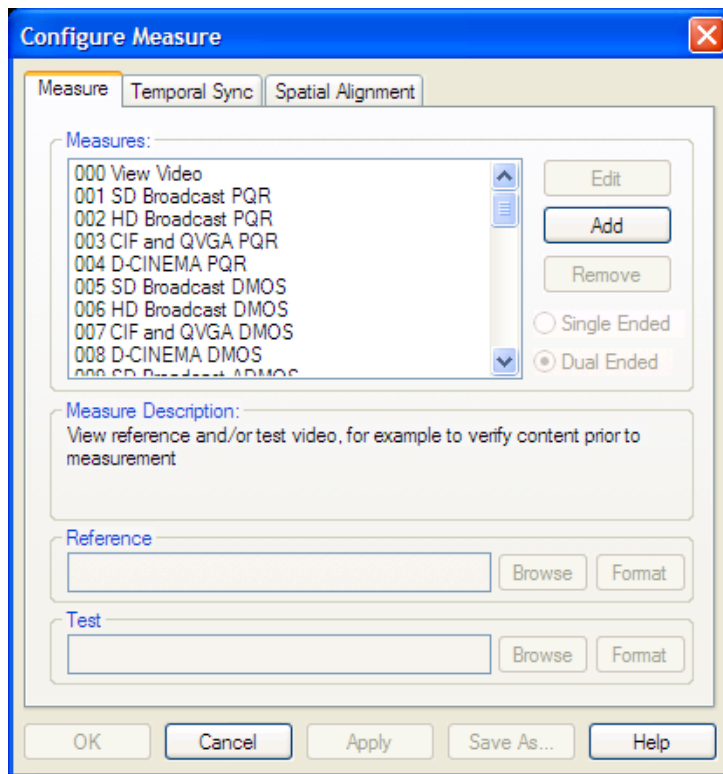 Configure Measure
Measure Temporal Sync Spatial Alignment
Measures:
000 View Video
001 SD Broadcast PQR
002 HD Broadcast PQR
003 CIF and QVGA PQR
004 D-CINEMA PQR
005 SD Broadcast DMOS
006 HD Broadcast DMOS
007 CIF and QVGA DMOS
008 D-CINEMA DMOS
009 SD Broadcast ADMOS
Edit
Add
Remove
Single Ended
Dual Ended
Measure Description:
View reference and/or test video, for example to verify content prior to
measurement
Reference
Browse Format
Test
Browse Format
OK Cancel Apply Save As... Help